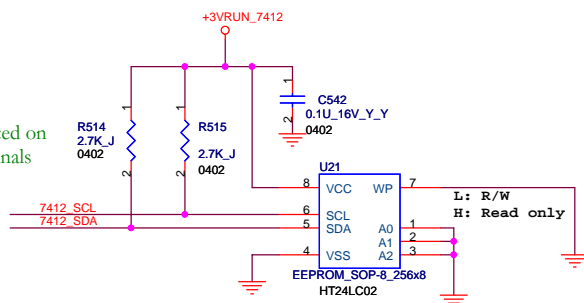 +3VRUN_7412
1
C542
0.1U_16V_Y_Y
2
0402
ed on
nals
1
R514
2.7K_J
0402
2
1
R515
2.7K_J
0402
2
U21
8 VCC WP 7
L: R/W
H: Read only
7412_SCL
6 SCL A0 1
7412_SDA
5 SDA A1 2
4 VSS A2 3
EEPROM_SOP-8_256x8
HT24LC02